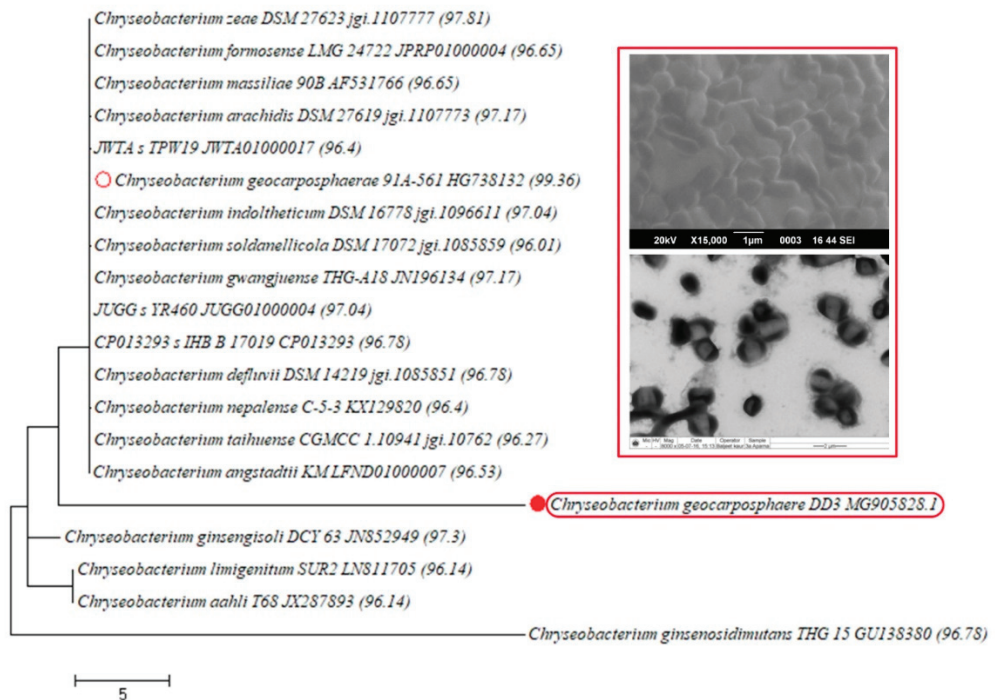 Chryseobacterium zeae DSM 27623 jgi.1107777 (97.81)
Chryseobacterium formosense LMG 24722 JPRP01000004 (96.65)
Chryseobacterium massiliae 90B AF531766 (96.65)
Chryseobacterium arachidis DSM 27619 jgi.1107773 (97.17)
JWTA s TPW19 JWTA01000017 (96.4)
Chryseobacterium geocarposphaerae 91A-561 HG738132 (99.36)
Chryseobacterium indoltheticum DSM 16778 jgi.1096611 (97.04)
Chryseobacterium soldanellicola DSM 17072 jgi.1085859 (96.01)
Chryseobacterium gwangjuense THG-A18 JN196134 (97.17)
JUGG s YR460 JUGG01000004 (97.04)
CP013293 s IHB B 17019 CP013293 (96.78)
Chryseobacterium defluvii DSM 14219 jgi.1085851 (96.78)
Chryseobacterium nepalense C-5-3 KX129820 (96.4)
Chryseobacterium taihuense CGMCC 1.10941 jgi.10762 (96.27)
Chryseobacterium angstadtii KM LFND01000007 (96.53)
Chryseobacterium geocarposphaere DD3 MG905828.1
Chryseobacterium ginsengisoli DCY 63 JN852949 (97.3)
Chryseobacterium limigenitum SUR2 LN811705 (96.14)
Chryseobacterium aahli T68 JX287893 (96.14)
Chryseobacterium ginsenosidimutans THG 15 GU138380 (96.78)
5
20kV X15,000 1µm 0003 16 44 SEI
Mag Date Operator Sample
2 µm